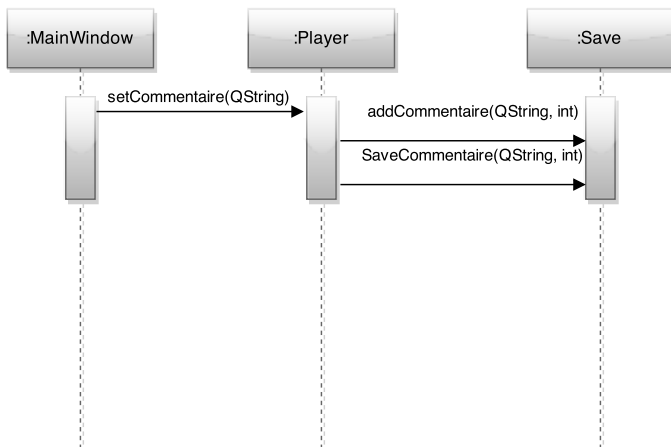 :MainWindow
:Player
:Save
setCommentaire(QString)
addCommentaire(QString, int)
SaveCommentaire(QString, int)